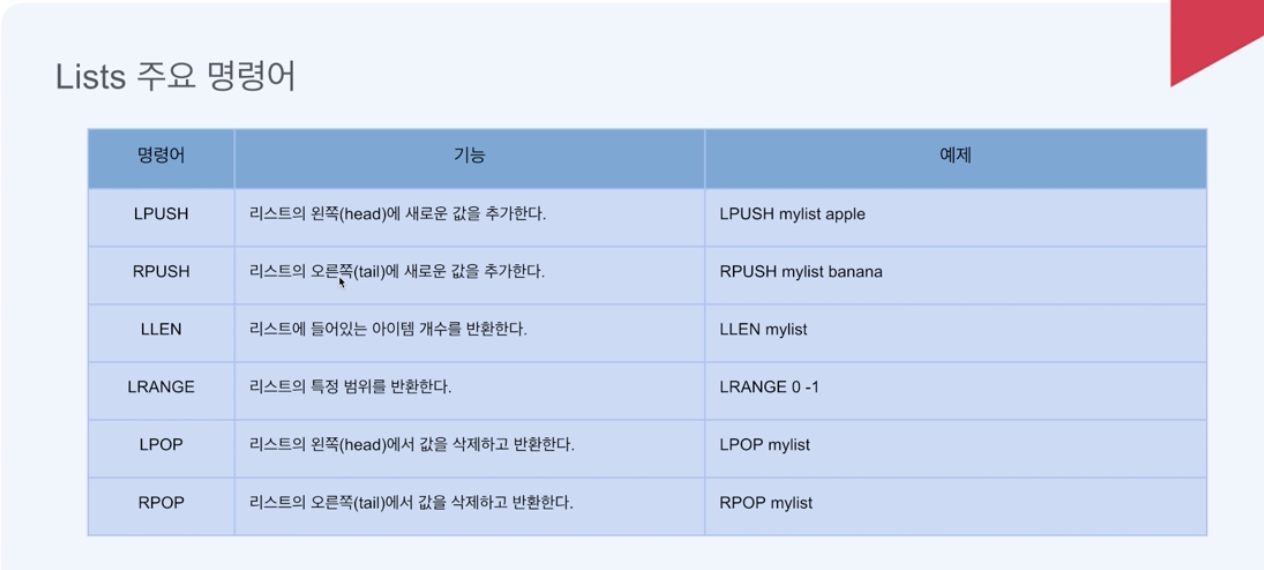 Lists 주요 명령어
명령어 기능 예제
LPUSH 리스트의 왼쪽(head)에 새로운 값을 추가한다. LPUSH mylist apple
RPUSH 리스트의 오른쪽(tail)에 새로운 값을 추가한다. RPUSH mylist banana
LLEN 리스트에 들어있는 아이템 개수를 반환한다. LLEN mylist
LRANGE 리스트의 특정 범위를 반환한다. LRANGE 0 -1
LPOP 리스트의 왼쪽(head)에서 값을 삭제하고 반환한다. LPOP mylist
RPOP 리스트의 오른쪽(tail)에서 값을 삭제하고 반환한다. RPOP mylist